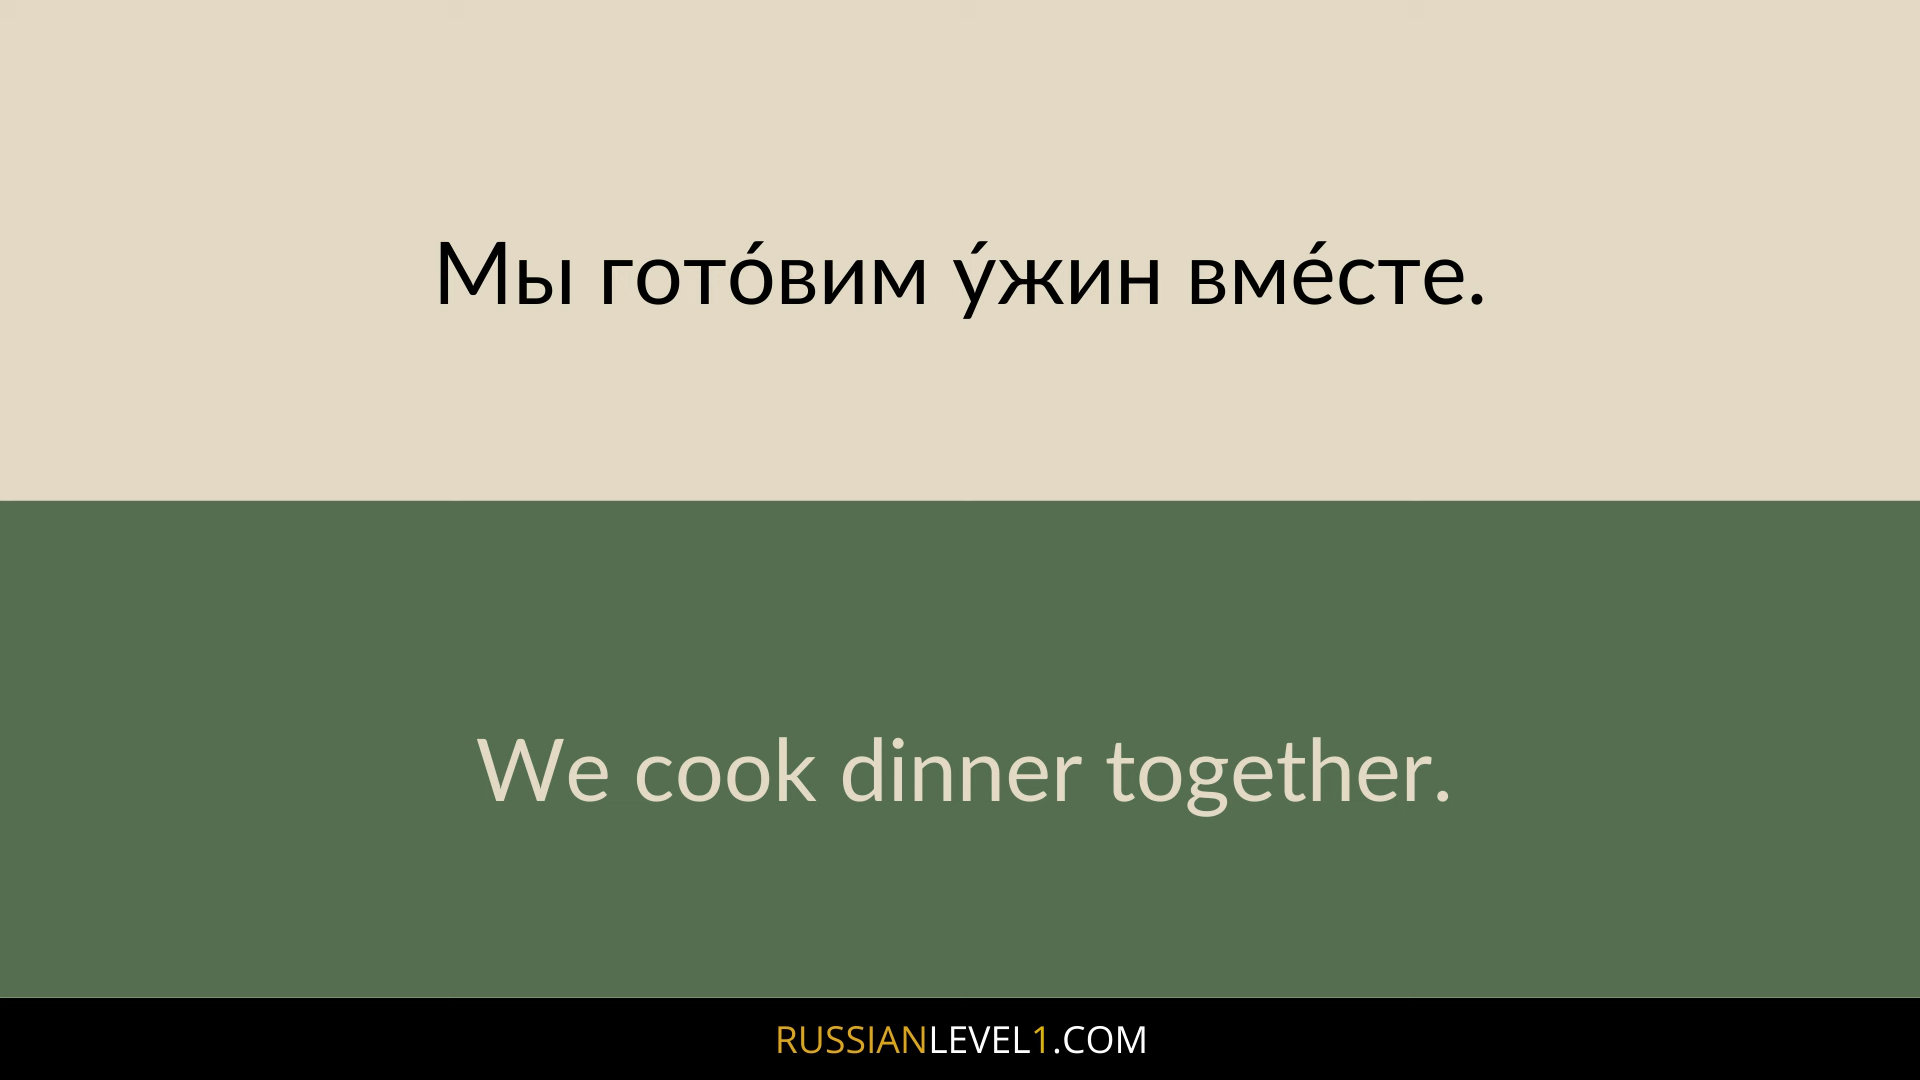 Мы гото́вим у́жин вме́сте.
We cook dinner together.
RUSSIANLEVEL1.COM